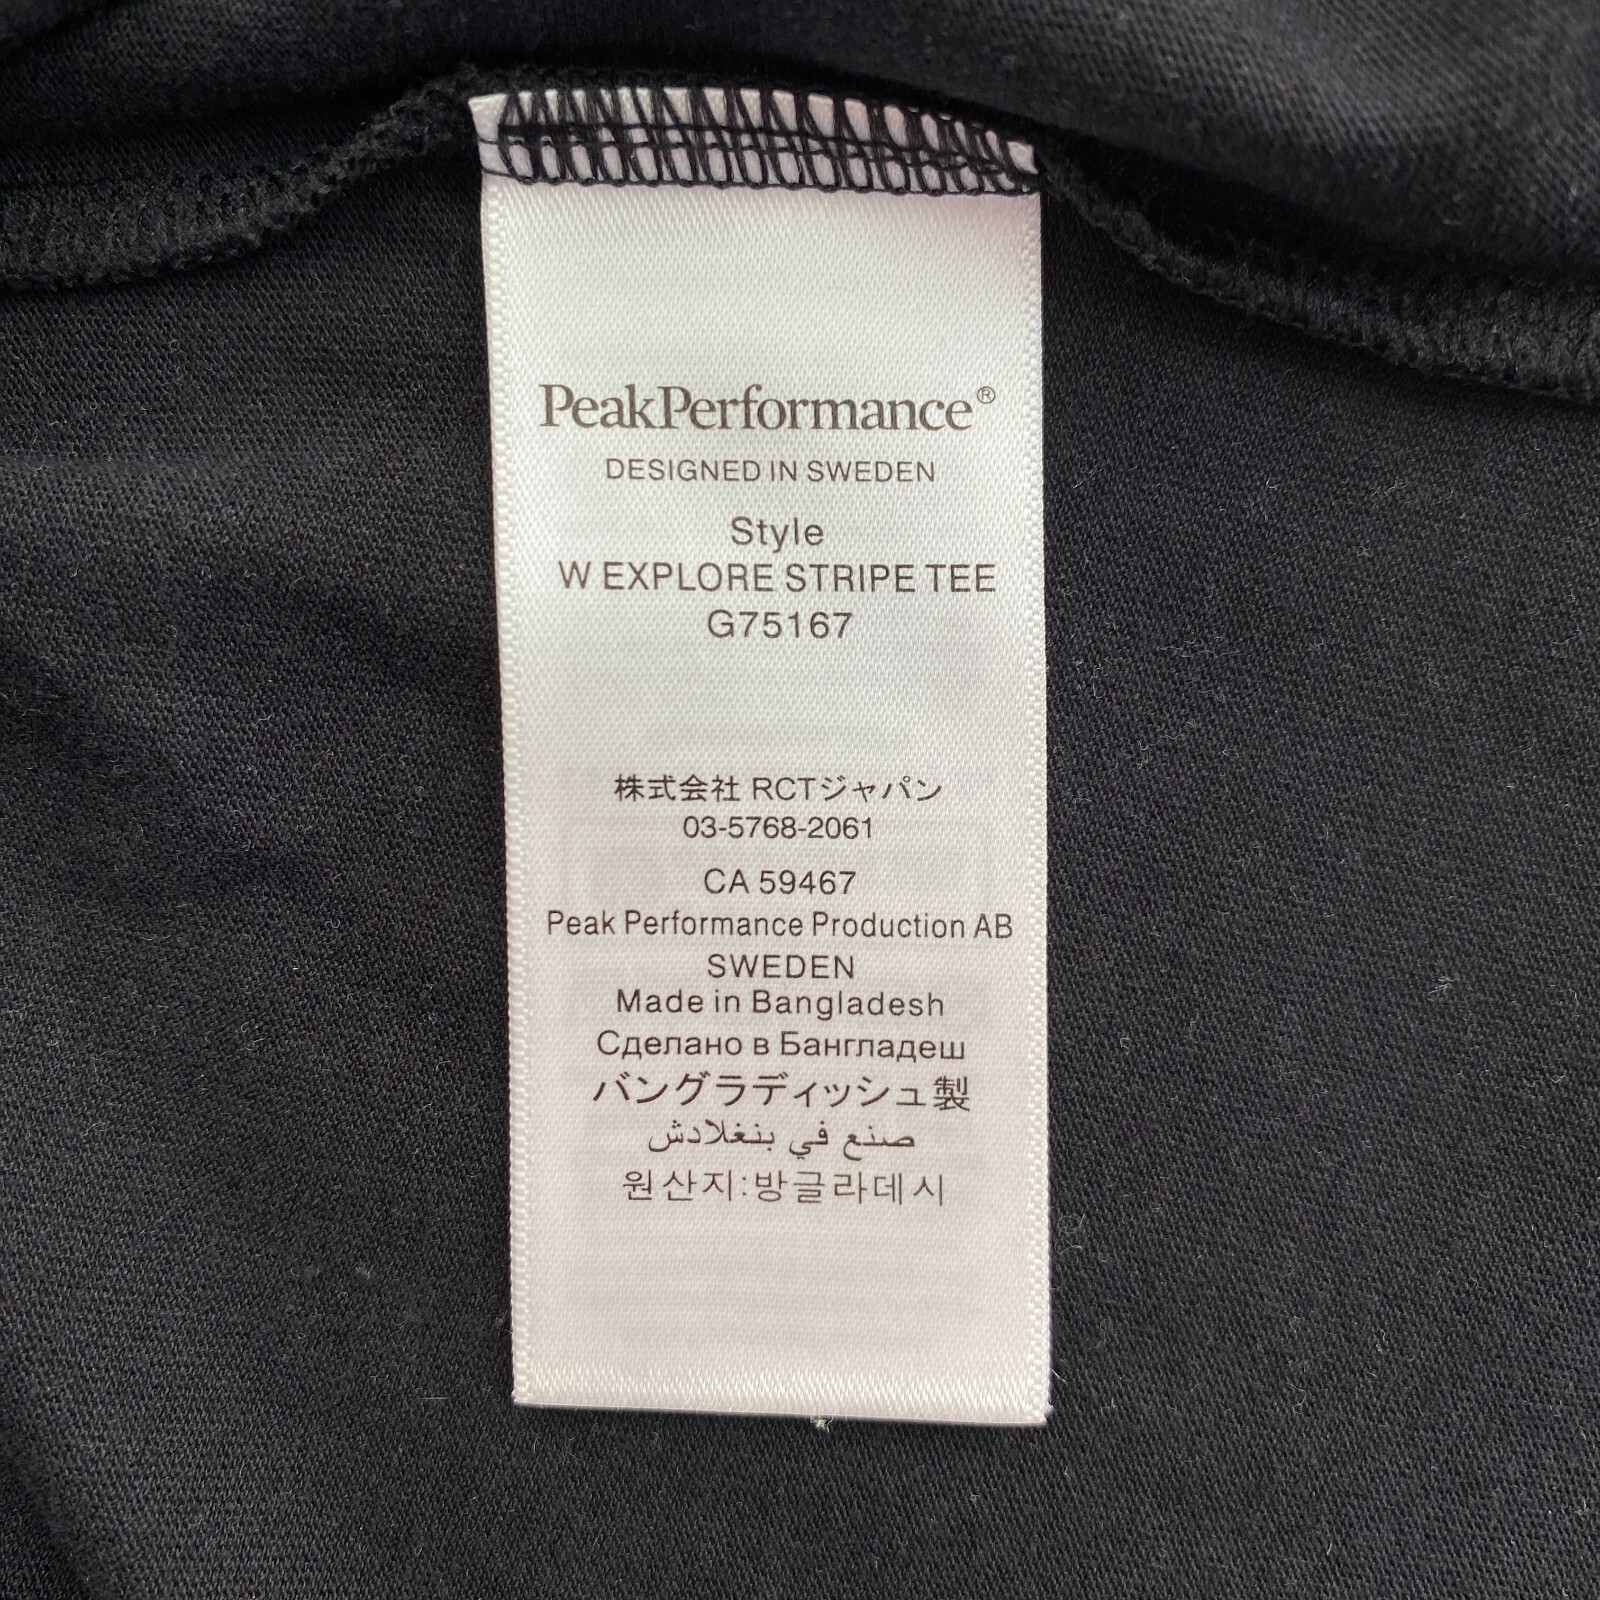 PeakPerformance®
DESIGNED IN SWEDEN
Style
W EXPLORE STRIPE TEE
G75167
株式会社 RCTジャパン
03-5768-2061
CA 59467
Peak Performance Production AB
SWEDEN
Made in Bangladesh
Сделано в Бангладеш
バングラディッシュ製
صنع في بنغلادش
원산지:방글라데시